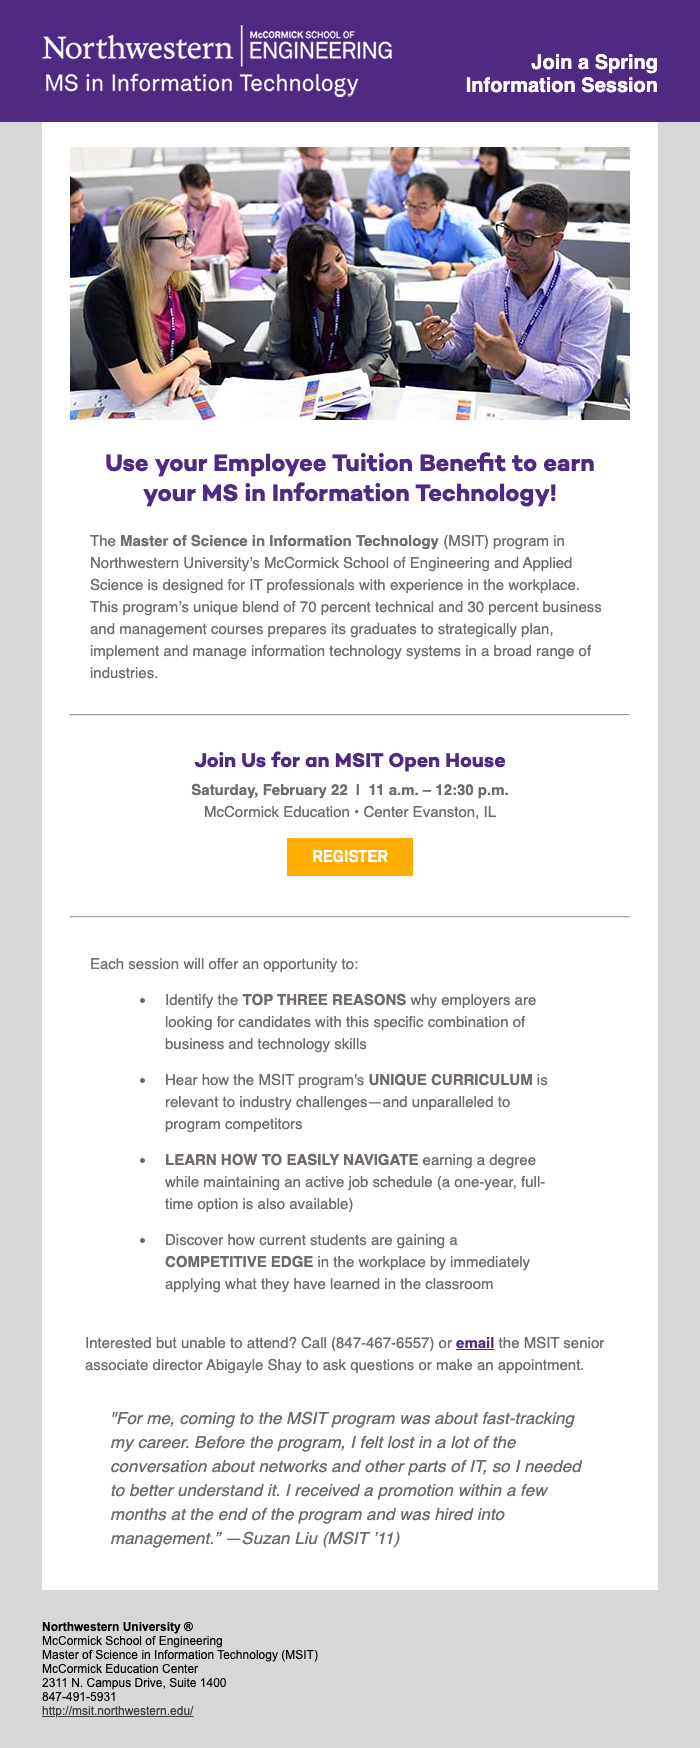 Northwestern | McCORMICK SCHOOL OF ENGINEERING
MS in Information Technology
Join a Spring
Information Session
Use your Employee Tuition Benefit to earn
your MS in Information Technology!
The Master of Science in Information Technology (MSIT) program in
Northwestern University’s McCormick School of Engineering and Applied
Science is designed for IT professionals with experience in the workplace.
This program’s unique blend of 70 percent technical and 30 percent business
and management courses prepares its graduates to strategically plan,
implement and manage information technology systems in a broad range of
industries.
Join Us for an MSIT Open House
Saturday, February 22 | 11 a.m. – 12:30 p.m.
McCormick Education • Center Evanston, IL
REGISTER
Each session will offer an opportunity to:
• Identify the TOP THREE REASONS why employers are
looking for candidates with this specific combination of
business and technology skills
• Hear how the MSIT program's UNIQUE CURRICULUM is
relevant to industry challenges—and unparalleled to
program competitors
• LEARN HOW TO EASILY NAVIGATE earning a degree
while maintaining an active job schedule (a one-year, full-
time option is also available)
• Discover how current students are gaining a
COMPETITIVE EDGE in the workplace by immediately
applying what they have learned in the classroom
Interested but unable to attend? Call (847-467-6557) or email the MSIT senior
associate director Abigayle Shay to ask questions or make an appointment.
"For me, coming to the MSIT program was about fast-tracking
my career. Before the program, I felt lost in a lot of the
conversation about networks and other parts of IT, so I needed
to better understand it. I received a promotion within a few
months at the end of the program and was hired into
management.” —Suzan Liu (MSIT ’11)
Northwestern University ®
McCormick School of Engineering
Master of Science in Information Technology (MSIT)
McCormick Education Center
2311 N. Campus Drive, Suite 1400
847-491-5931
http://msit.northwestern.edu/